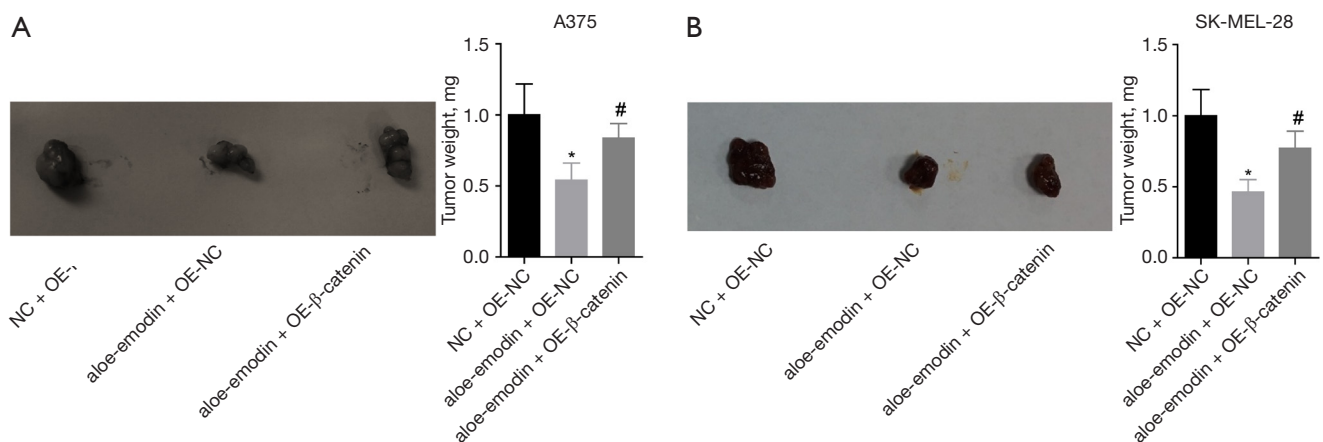 A
A375
Tumor weight, mg
1.5
1.0
0.5
0.0
*
#
NC + OE-NC
aloe-emodin + OE-NC
aloe-emodin + OE-β-catenin
NC + OE-
aloe-emodin + OE-NC
aloe-emodin + OE-β-catenin
B
SK-MEL-28
Tumor weight, mg
1.5
1.0
0.5
0.0
*
#
NC + OE-NC
aloe-emodin + OE-NC
aloe-emodin + OE-β-catenin
NC + OE-NC
aloe-emodin + OE-NC
aloe-emodin + OE-β-catenin